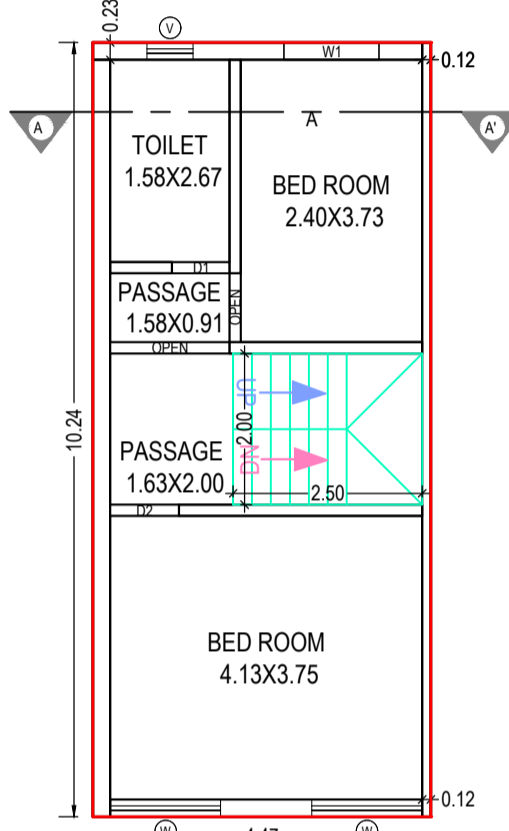 0.23
V
W1
0.12
A
A
A'
TOILET
1.58X2.67
BED ROOM
2.40X3.73
D1
PASSAGE
1.58X0.91
OPEN
OPEN
10.24
UP
2.00
DN
PASSAGE
1.63X2.00
2.50
D2
BED ROOM
4.13X3.75
0.12
W
W